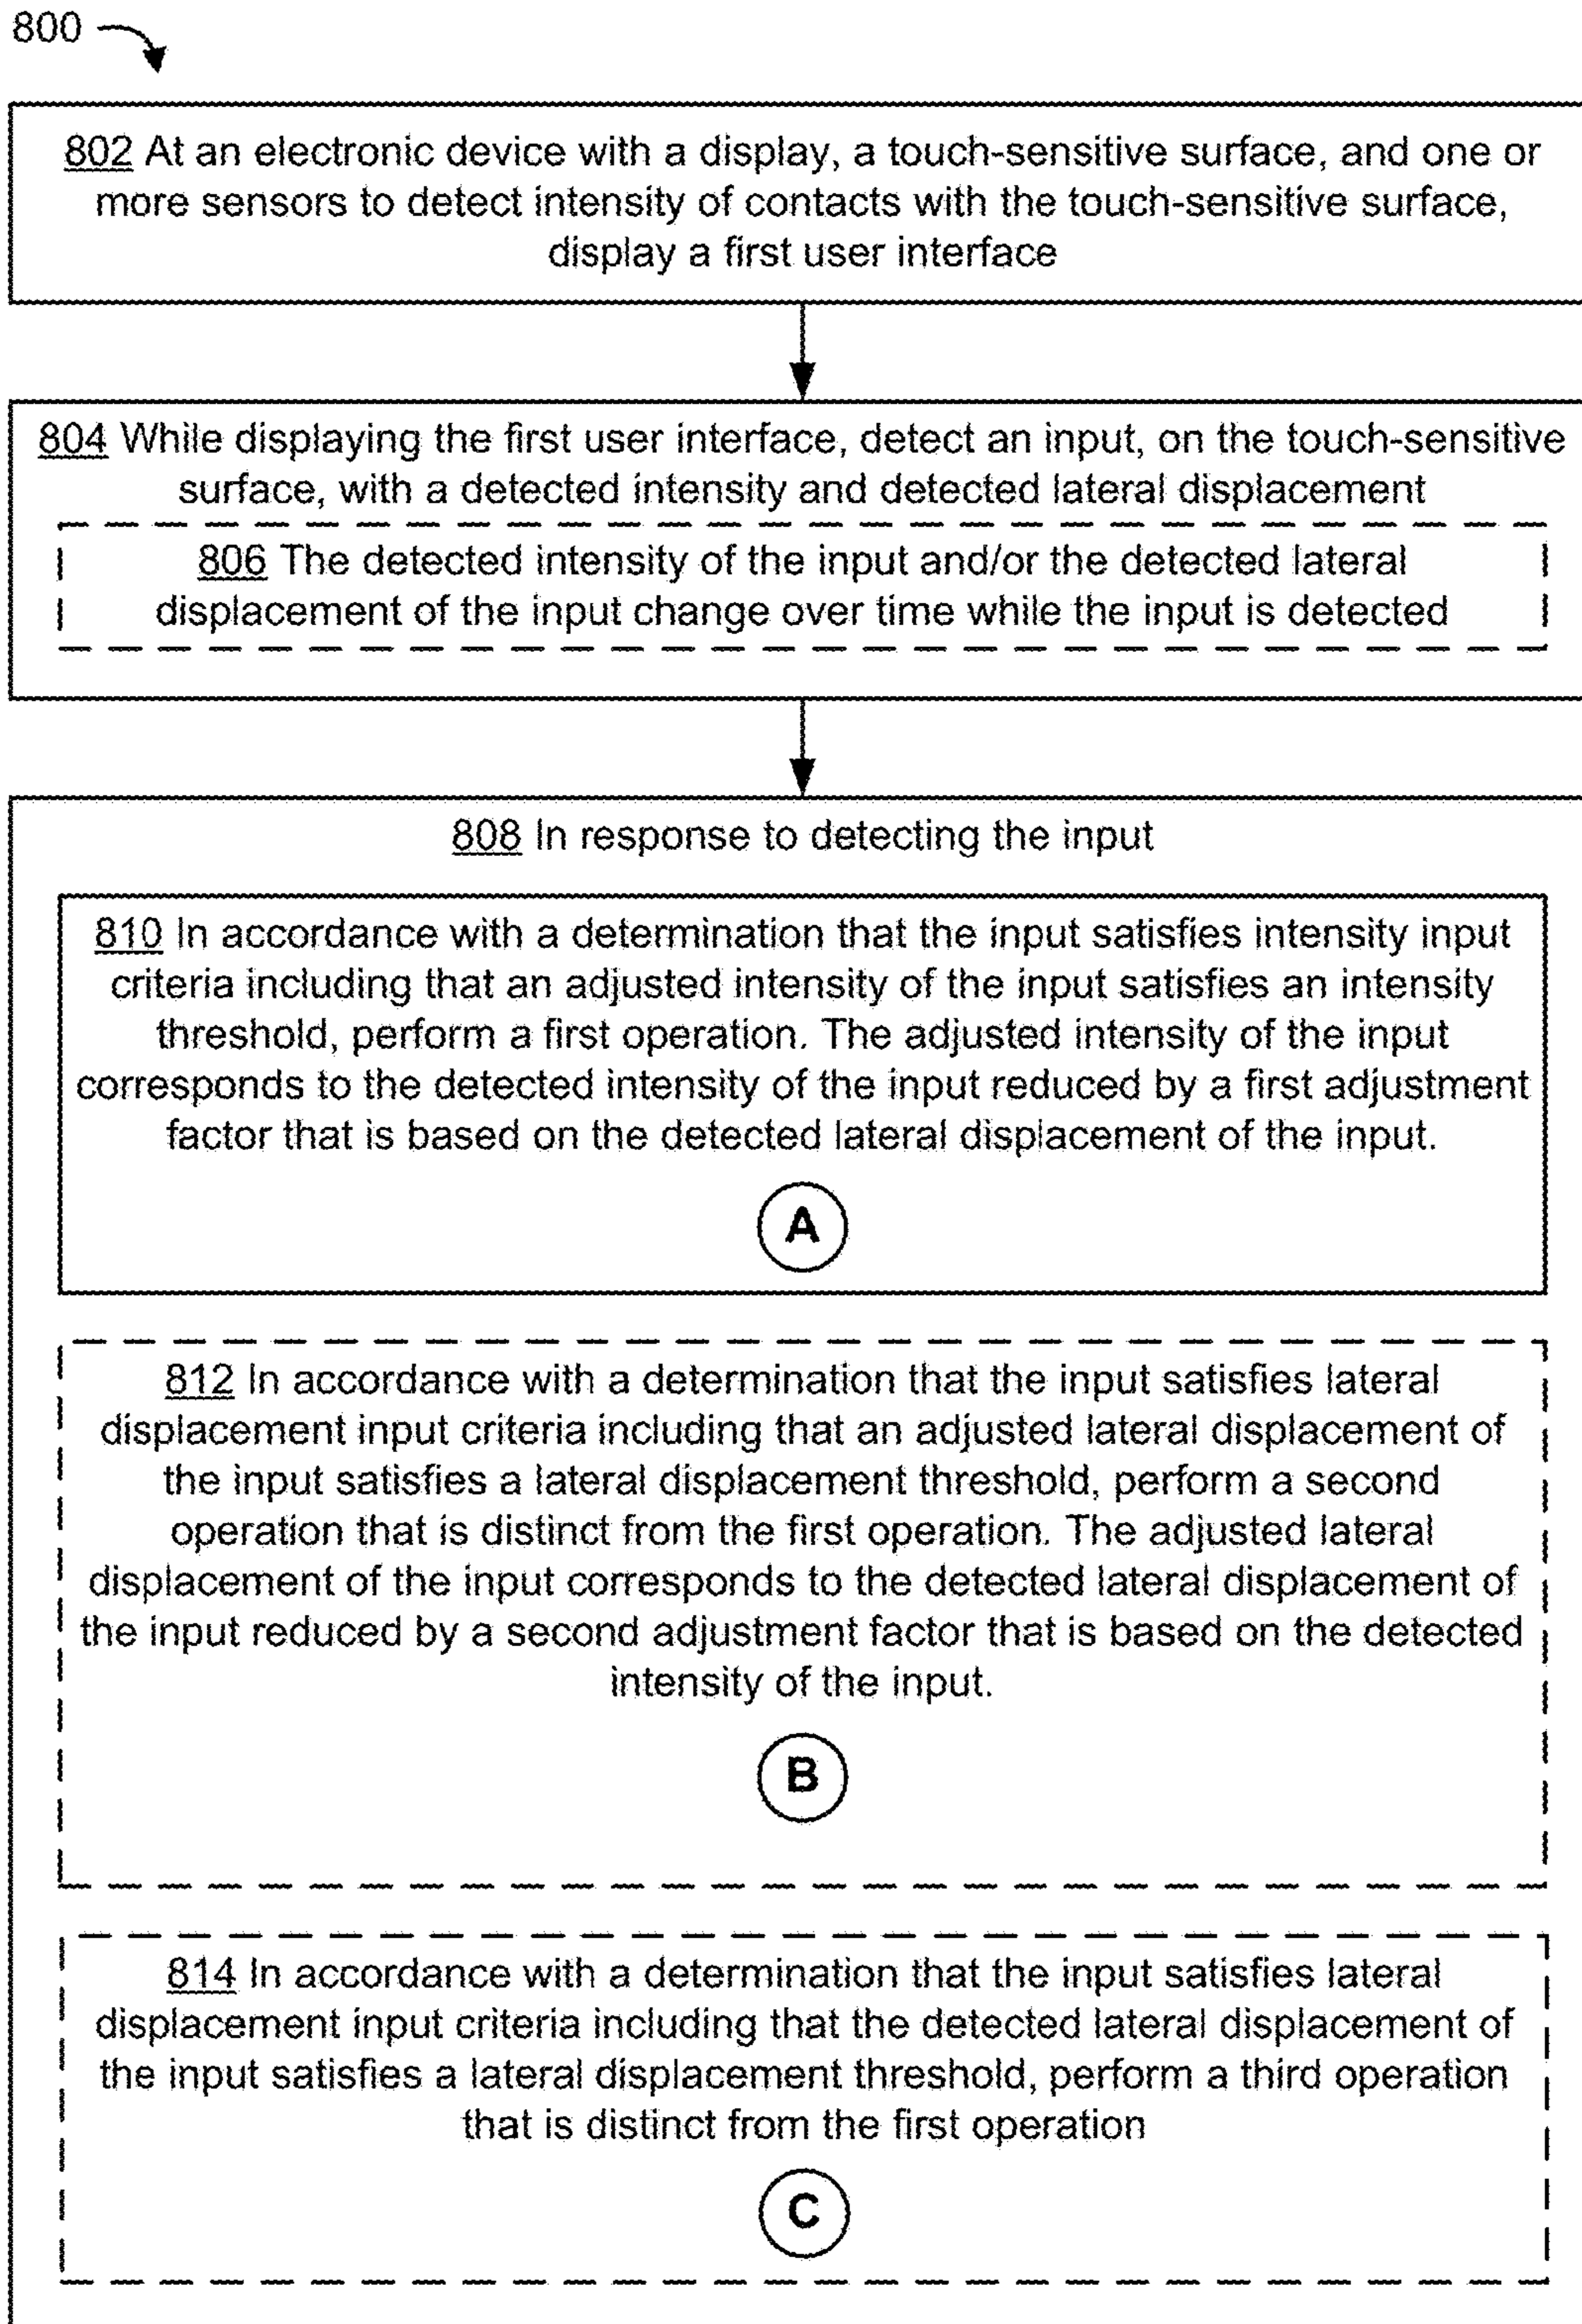 800
802 At an electronic device with a display, a touch-sensitive surface, and one or
more sensors to detect intensity of contacts with the touch-sensitive surface,
display a first user interface
804 While displaying the first user interface, detect an input, on the touch-sensitive
surface, with a detected intensity and detected lateral displacement
806 The detected intensity of the input and/or the detected lateral
displacement of the input change over time while the input is detected
808 In response to detecting the input
810 In accordance with a determination that the input satisfies intensity input
criteria including that an adjusted intensity of the input satisfies an intensity
threshold, perform a first operation. The adjusted intensity of the input
corresponds to the detected intensity of the input reduced by a first adjustment
factor that is based on the detected lateral displacement of the input.
A
812 In accordance with a determination that the input satisfies lateral
displacement input criteria including that an adjusted lateral displacement of
the input satisfies a lateral displacement threshold, perform a second
operation that is distinct from the first operation. The adjusted lateral
displacement of the input corresponds to the detected lateral displacement of
the input reduced by a second adjustment factor that is based on the detected
intensity of the input.
B
814 In accordance with a determination that the input satisfies lateral
displacement input criteria including that the detected lateral displacement of
the input satisfies a lateral displacement threshold, perform a third operation
that is distinct from the first operation
C